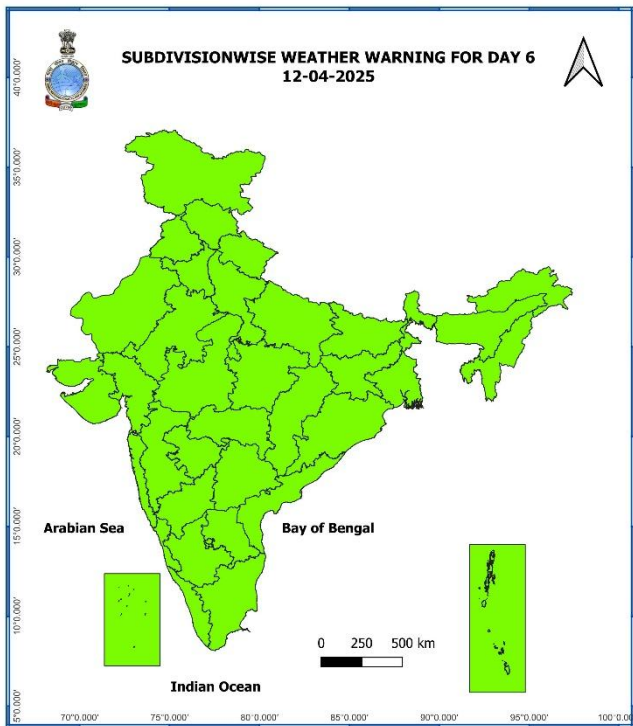 SUBDIVISIONWISE WEATHER WARNING FOR DAY 6
12-04-2025
40°0.000'
35°0.000'
30°0.000'
25°0.000'
20°0.000'
15°0.000'
10°0.000'
5°0.000'
Arabian Sea
Bay of Bengal
0 250 500 km
Indian Ocean
70°0.000' 75°0.000' 80°0.000' 85°0.000' 90°0.000' 95°0.000' 100°0.0